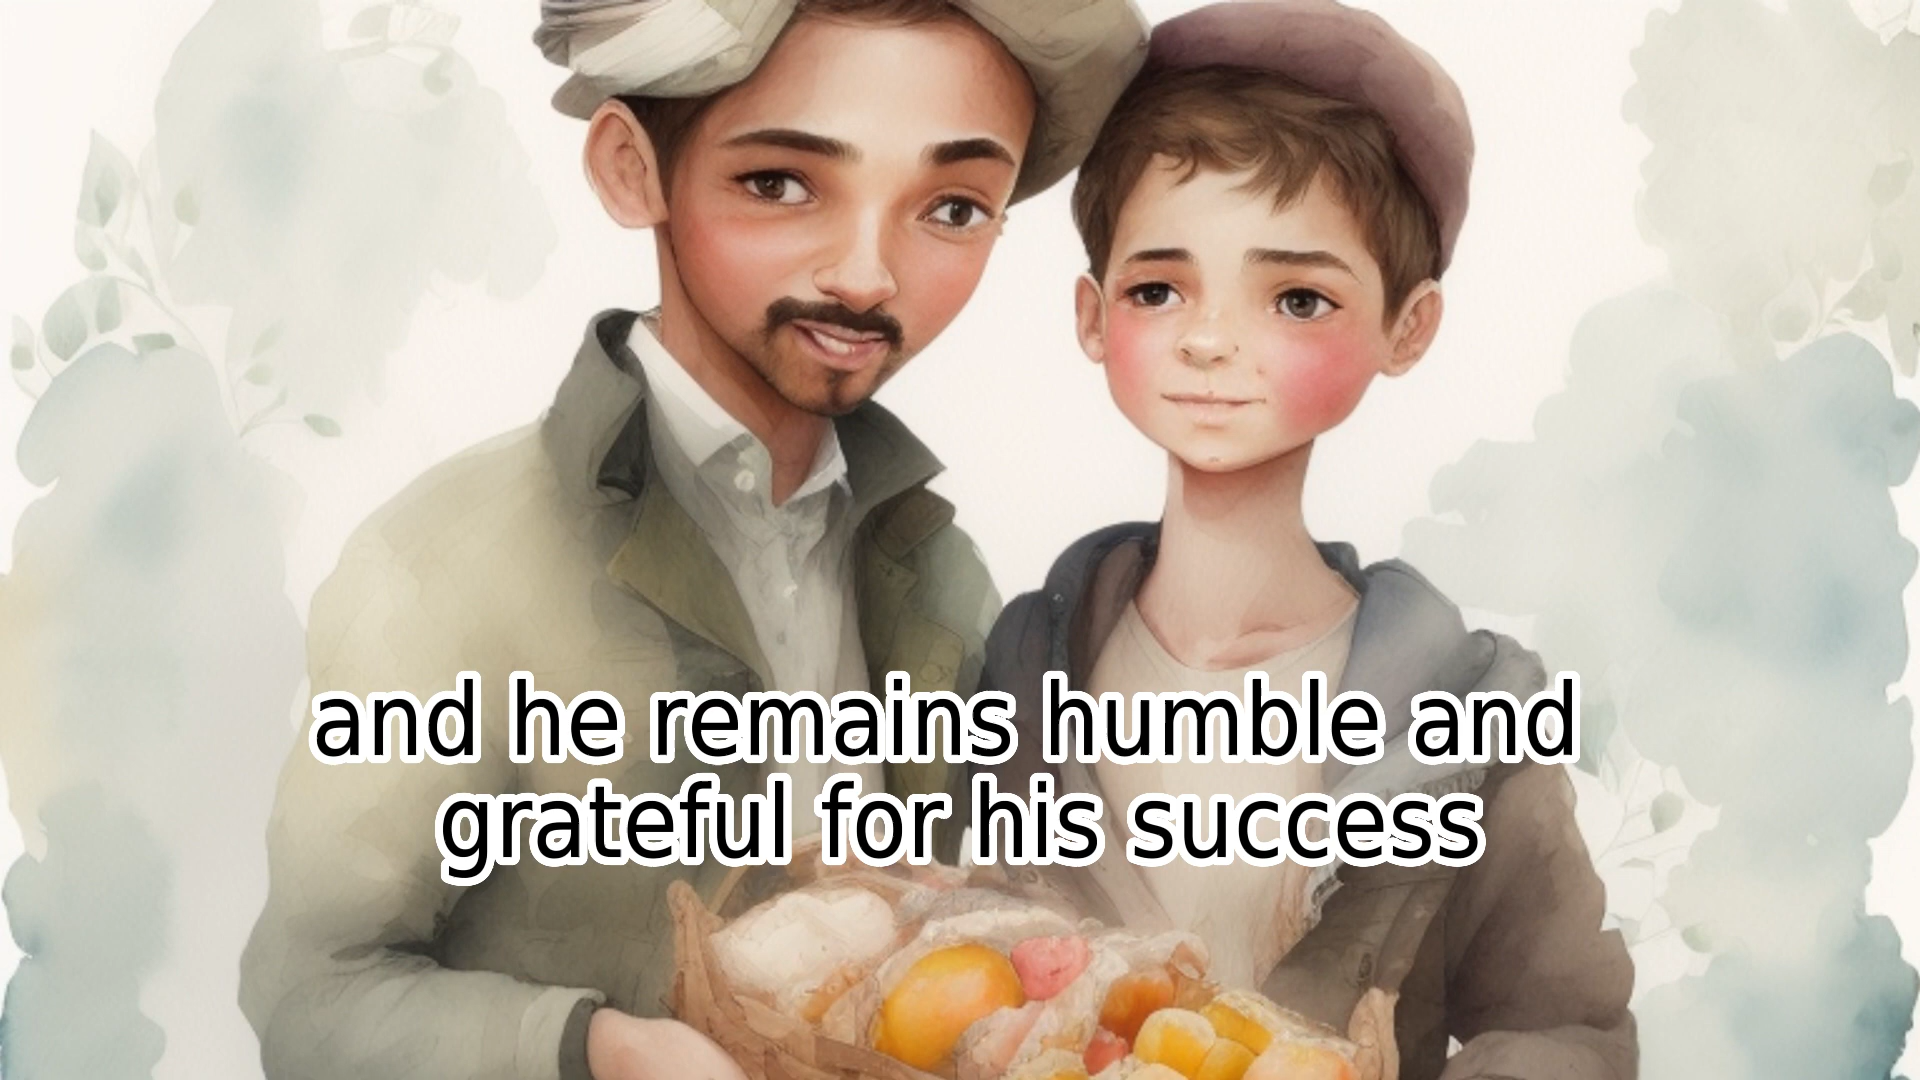 and he remains humble and
grateful for his success